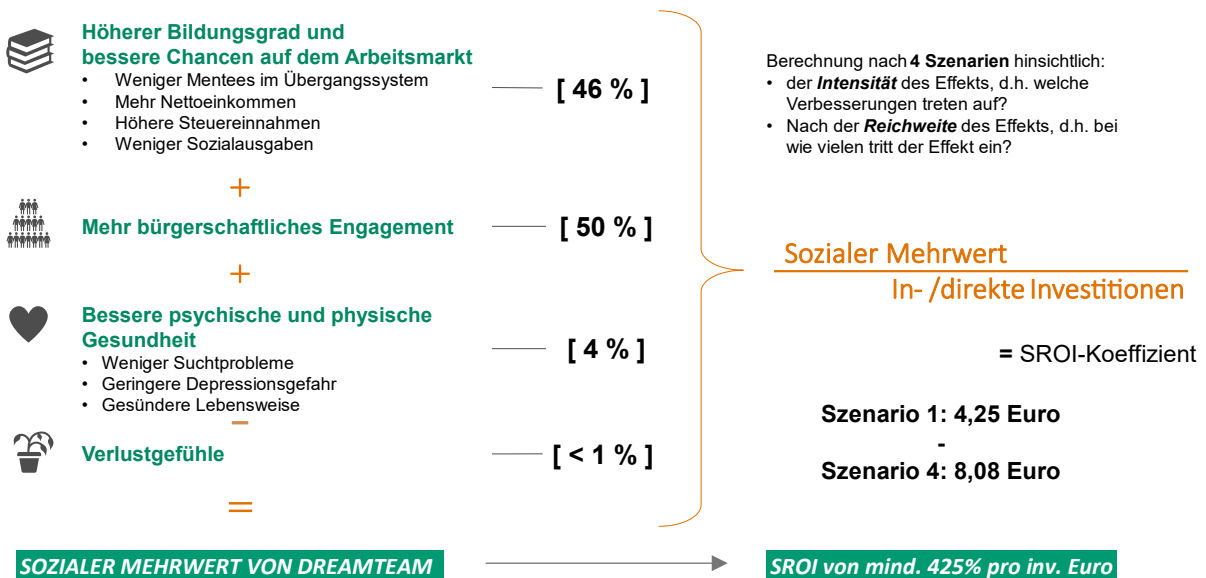 Höherer Bildungsgrad und
bessere Chancen auf dem Arbeitsmarkt
• Weniger Mentees im Übergangssystem
• Mehr Nettoeinkommen
• Höhere Steuereinnahmen
• Weniger Sozialausgaben
[ 46 % ]
+
Mehr bürgerschaftliches Engagement
[ 50 % ]
+
Bessere psychische und physische
Gesundheit
• Weniger Suchtprobleme
• Geringere Depressionsgefahr
• Gesündere Lebensweise
[ 4 % ]
–
Verlustgefühle
[ < 1 % ]
=
SOZIALER MEHRWERT VON DREAMTEAM
Berechnung nach 4 Szenarien hinsichtlich:
• der Intensität des Effekts, d.h. welche
Verbesserungen treten auf?
• Nach der Reichweite des Effekts, d.h. bei
wie vielen tritt der Effekt ein?
Sozialer Mehrwert
In- /direkte Investitionen
= SROI-Koeffizient
Szenario 1: 4,25 Euro
-
Szenario 4: 8,08 Euro
SROI von mind. 425% pro inv. Euro